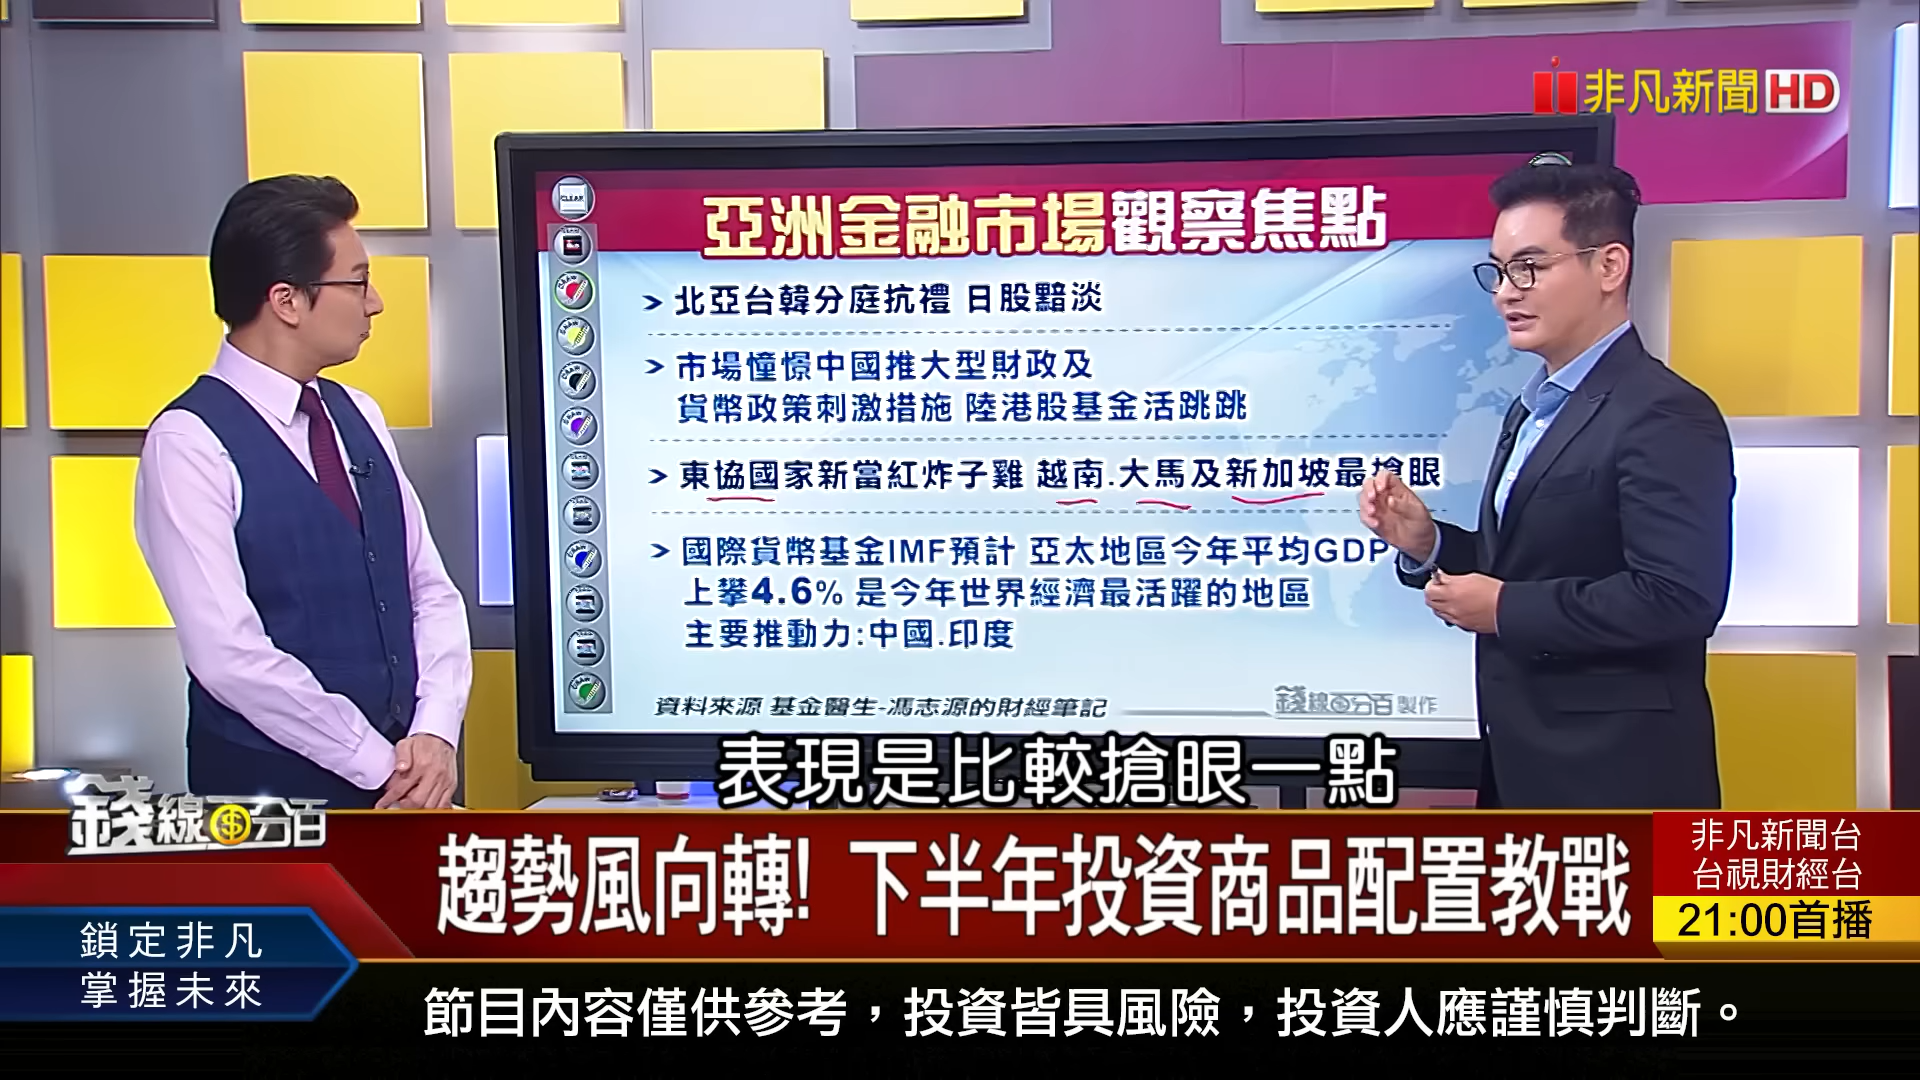 非凡新聞HD
亞洲金融市場觀察焦點
北亞台韓分庭抗禮 日股黯淡
市場憧憬中國推大型財政及
貨幣政策刺激措施 陸港股基金活跳跳
東協國家新當紅炸子雞 越南.大馬及新加坡最搶眼
國際貨幣基金IMF預計 亞太地區今年平均GDP
上攀4.6% 是今年世界經濟最活躍的地區
主要推動力:中國.印度
資料來源 基金醫生-馮志源的財經筆記
錢線百分百 製作
CLEAR
表現是比較搶眼一點
錢線百分百
趨勢風向轉! 下半年投資商品配置教戰
非凡新聞台
台視財經台
21:00首播
鎖定非凡
掌握未來
節目內容僅供參考，投資皆具風險，投資人應謹慎判斷。